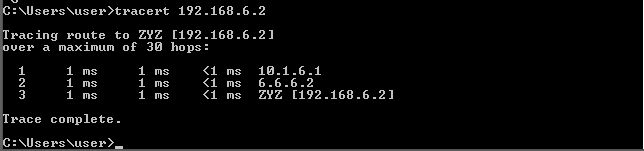 C:\Users\user>tracert 192.168.6.2
Tracing route to ZYZ [192.168.6.2]
over a maximum of 30 hops:
1 1 ms 1 ms <1 ms 10.1.6.1
2 1 ms 1 ms <1 ms 6.6.6.2
3 1 ms 1 ms <1 ms ZYZ [192.168.6.2]
Trace complete.
C:\Users\user>_